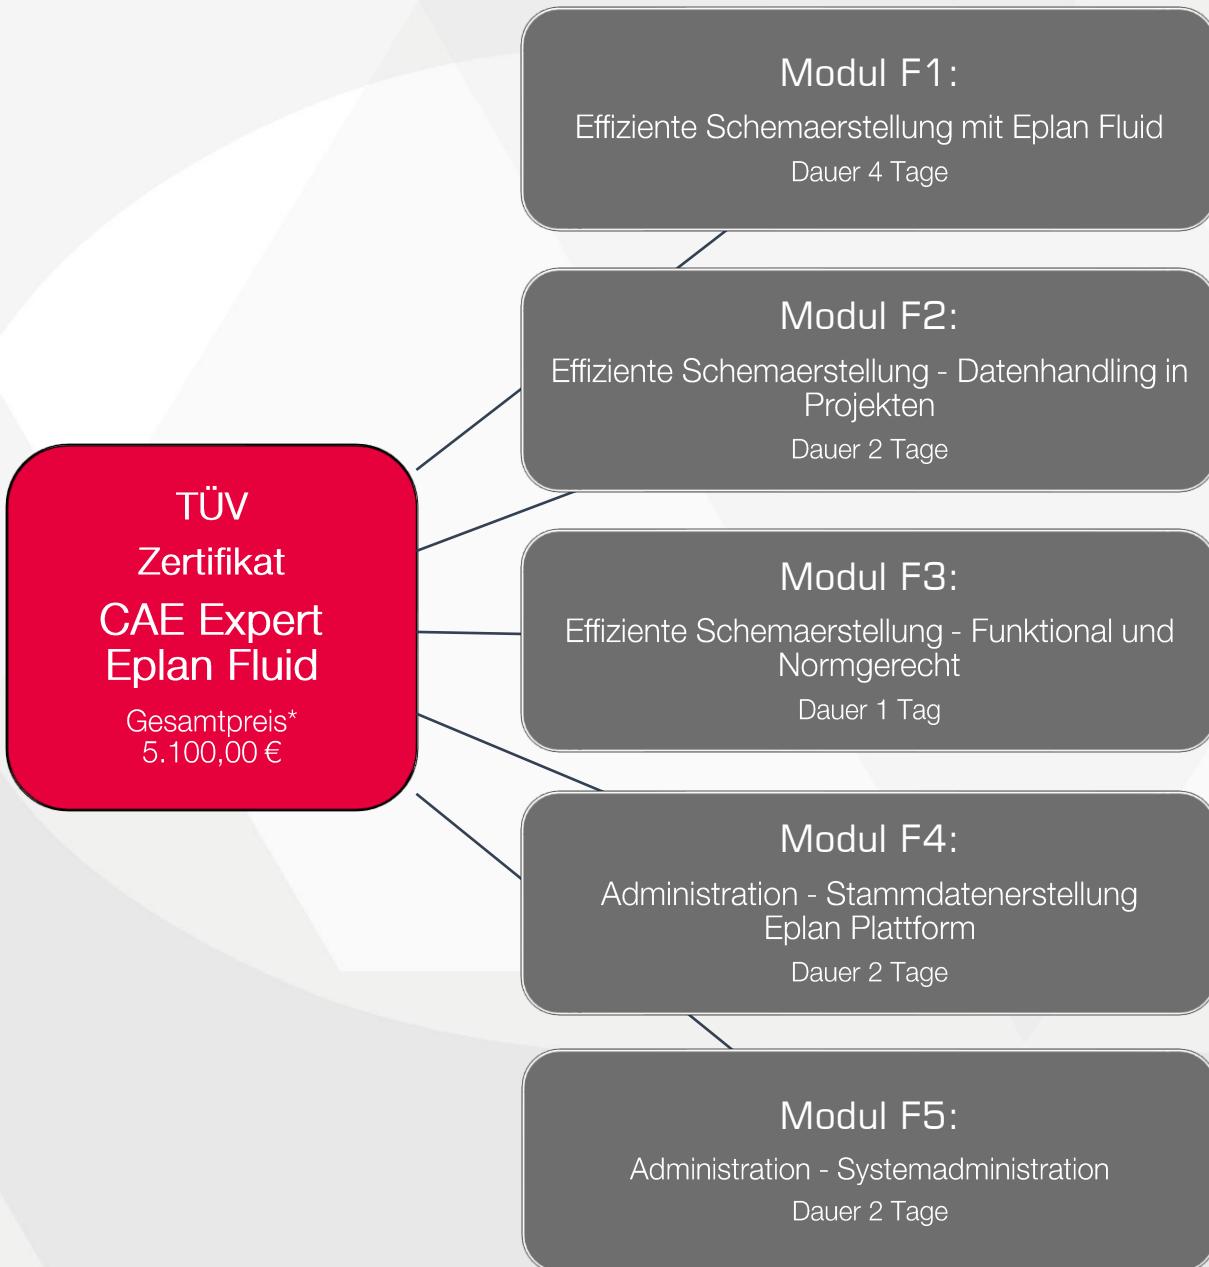 TÜV
Zertifikat
CAE Expert
Eplan Fluid
Gesamtpreis*
5.100,00 €
Modul F1:
Effiziente Schemaerstellung mit Eplan Fluid
Dauer 4 Tage
Modul F2:
Effiziente Schemaerstellung - Datenhandling in
Projekten
Dauer 2 Tage
Modul F3:
Effiziente Schemaerstellung - Funktional und
Normgerecht
Dauer 1 Tag
Modul F4:
Administration - Stammdatenerstellung
Eplan Plattform
Dauer 2 Tage
Modul F5:
Administration - Systemadministration
Dauer 2 Tage